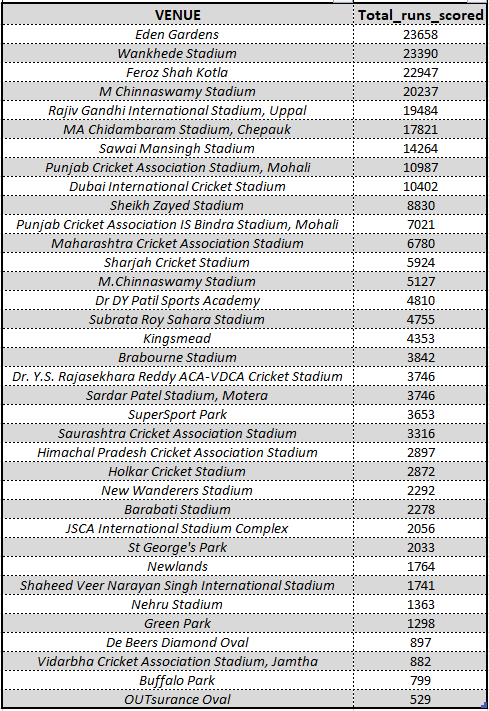 VENUE Total_runs_scored
Eden Gardens 23658
Wankhede Stadium 23390
Feroz Shah Kotla 22947
M Chinnaswamy Stadium 20237
Rajiv Gandhi International Stadium, Uppal 19484
MA Chidambaram Stadium, Chepauk 17821
Sawai Mansingh Stadium 14264
Punjab Cricket Association Stadium, Mohali 10987
Dubai International Cricket Stadium 10402
Sheikh Zayed Stadium 8830
Punjab Cricket Association IS Bindra Stadium, Mohali 7021
Maharashtra Cricket Association Stadium 6780
Sharjah Cricket Stadium 5924
M.Chinnaswamy Stadium 5127
Dr DY Patil Sports Academy 4810
Subrata Roy Sahara Stadium 4755
Kingsmead 4353
Brabourne Stadium 3842
Dr. Y.S. Rajasekhara Reddy ACA-VDCA Cricket Stadium 3746
Sardar Patel Stadium, Motera 3746
SuperSport Park 3653
Saurashtra Cricket Association Stadium 3316
Himachal Pradesh Cricket Association Stadium 2897
Holkar Cricket Stadium 2872
New Wanderers Stadium 2292
Barabati Stadium 2278
JSCA International Stadium Complex 2056
St George's Park 2033
Newlands 1764
Shaheed Veer Narayan Singh International Stadium 1741
Nehru Stadium 1363
Green Park 1298
De Beers Diamond Oval 897
Vidarbha Cricket Association Stadium, Jamtha 882
Buffalo Park 799
OUTsurance Oval 529